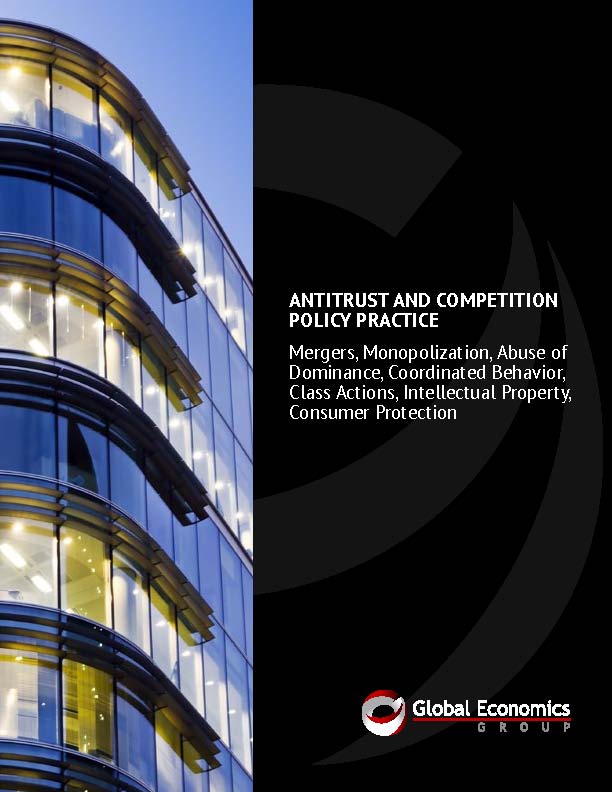 ANTITRUST AND COMPETITION
POLICY PRACTICE
Mergers, Monopolization, Abuse of
Dominance, Coordinated Behavior,
Class Actions, Intellectual Property,
Consumer Protection
Global Economics
GROUP